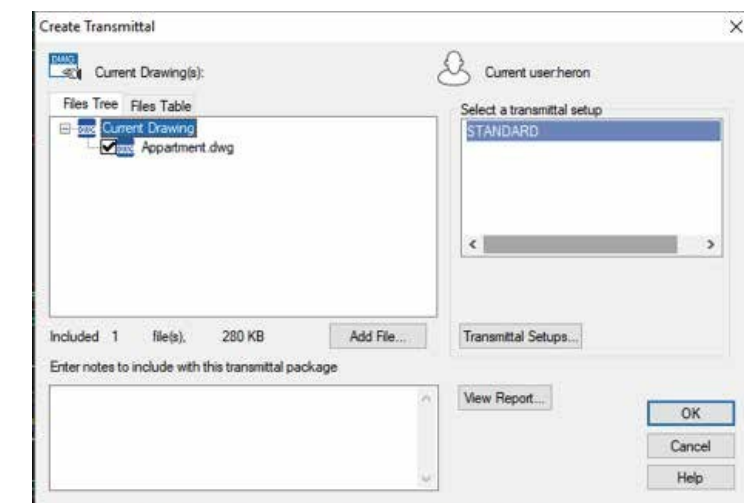 Create Transmittal
DWG
Current Drawing(s):
Current user:heron
Files Tree
Files Table
Current Drawing
Appartment.dwg
Select a transmittal setup
STANDARD
Included 1 file(s), 280 KB
Add File...
Transmittal Setups...
Enter notes to include with this transmittal package
View Report...
OK
Cancel
Help